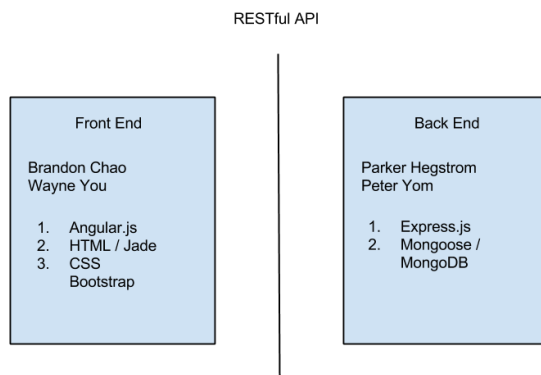 RESTful API
Front End
Brandon Chao
Wayne You
1. Angular.js
2. HTML / Jade
3. CSS
Bootstrap
Back End
Parker Hegstrom
Peter Yom
1. Express.js
2. Mongoose /
MongoDB